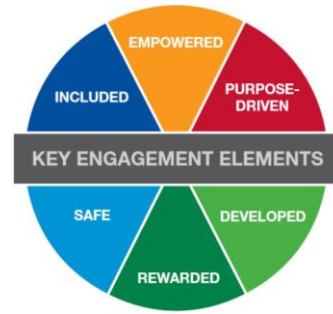 EMPOWERED
INCLUDED
PURPOSE-
DRIVEN
KEY ENGAGEMENT ELEMENTS
SAFE
DEVELOPED
REWARDED